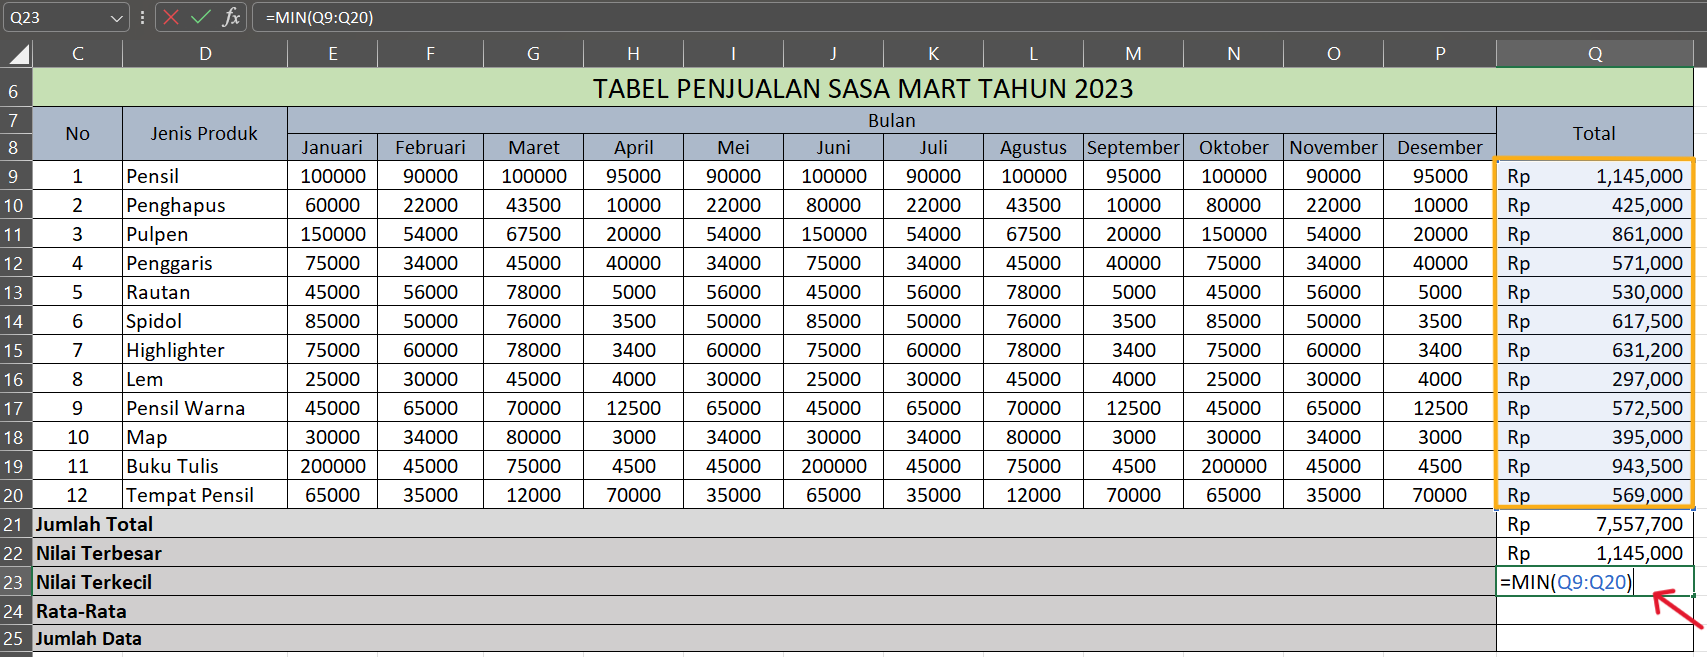 Q23 fx =MIN(Q9:Q20)
C D E F G H I J K L M N O P Q
6 TABEL PENJUALAN SASA MART TAHUN 2023
7 No Jenis Produk Bulan Total
8 Januari Februari Maret April Mei Juni Juli Agustus September Oktober November Desember
9 1 Pensil 100000 90000 100000 95000 90000 100000 90000 100000 95000 100000 90000 95000 Rp 1,145,000
10 2 Penghapus 60000 22000 43500 10000 22000 80000 22000 43500 10000 80000 22000 10000 Rp 425,000
11 3 Pulpen 150000 54000 67500 20000 54000 150000 54000 67500 20000 150000 54000 20000 Rp 861,000
12 4 Penggaris 75000 34000 45000 40000 34000 75000 34000 45000 40000 75000 34000 40000 Rp 571,000
13 5 Rautan 45000 56000 78000 5000 56000 45000 56000 78000 5000 45000 56000 5000 Rp 530,000
14 6 Spidol 85000 50000 76000 3500 50000 85000 50000 76000 3500 85000 50000 3500 Rp 617,500
15 7 Highlighter 75000 60000 78000 3400 60000 75000 60000 78000 3400 75000 60000 3400 Rp 631,200
16 8 Lem 25000 30000 45000 4000 30000 25000 30000 45000 4000 25000 30000 4000 Rp 297,000
17 9 Pensil Warna 45000 65000 70000 12500 65000 45000 65000 70000 12500 45000 65000 12500 Rp 572,500
18 10 Map 30000 34000 80000 3000 34000 30000 34000 80000 3000 30000 34000 3000 Rp 395,000
19 11 Buku Tulis 200000 45000 75000 4500 45000 200000 45000 75000 4500 200000 45000 4500 Rp 943,500
20 12 Tempat Pensil 65000 35000 12000 70000 35000 65000 35000 12000 70000 65000 35000 70000 Rp 569,000
21 Jumlah Total Rp 7,557,700
22 Nilai Terbesar Rp 1,145,000
23 Nilai Terkecil =MIN(Q9:Q20)
24 Rata-Rata
25 Jumlah Data